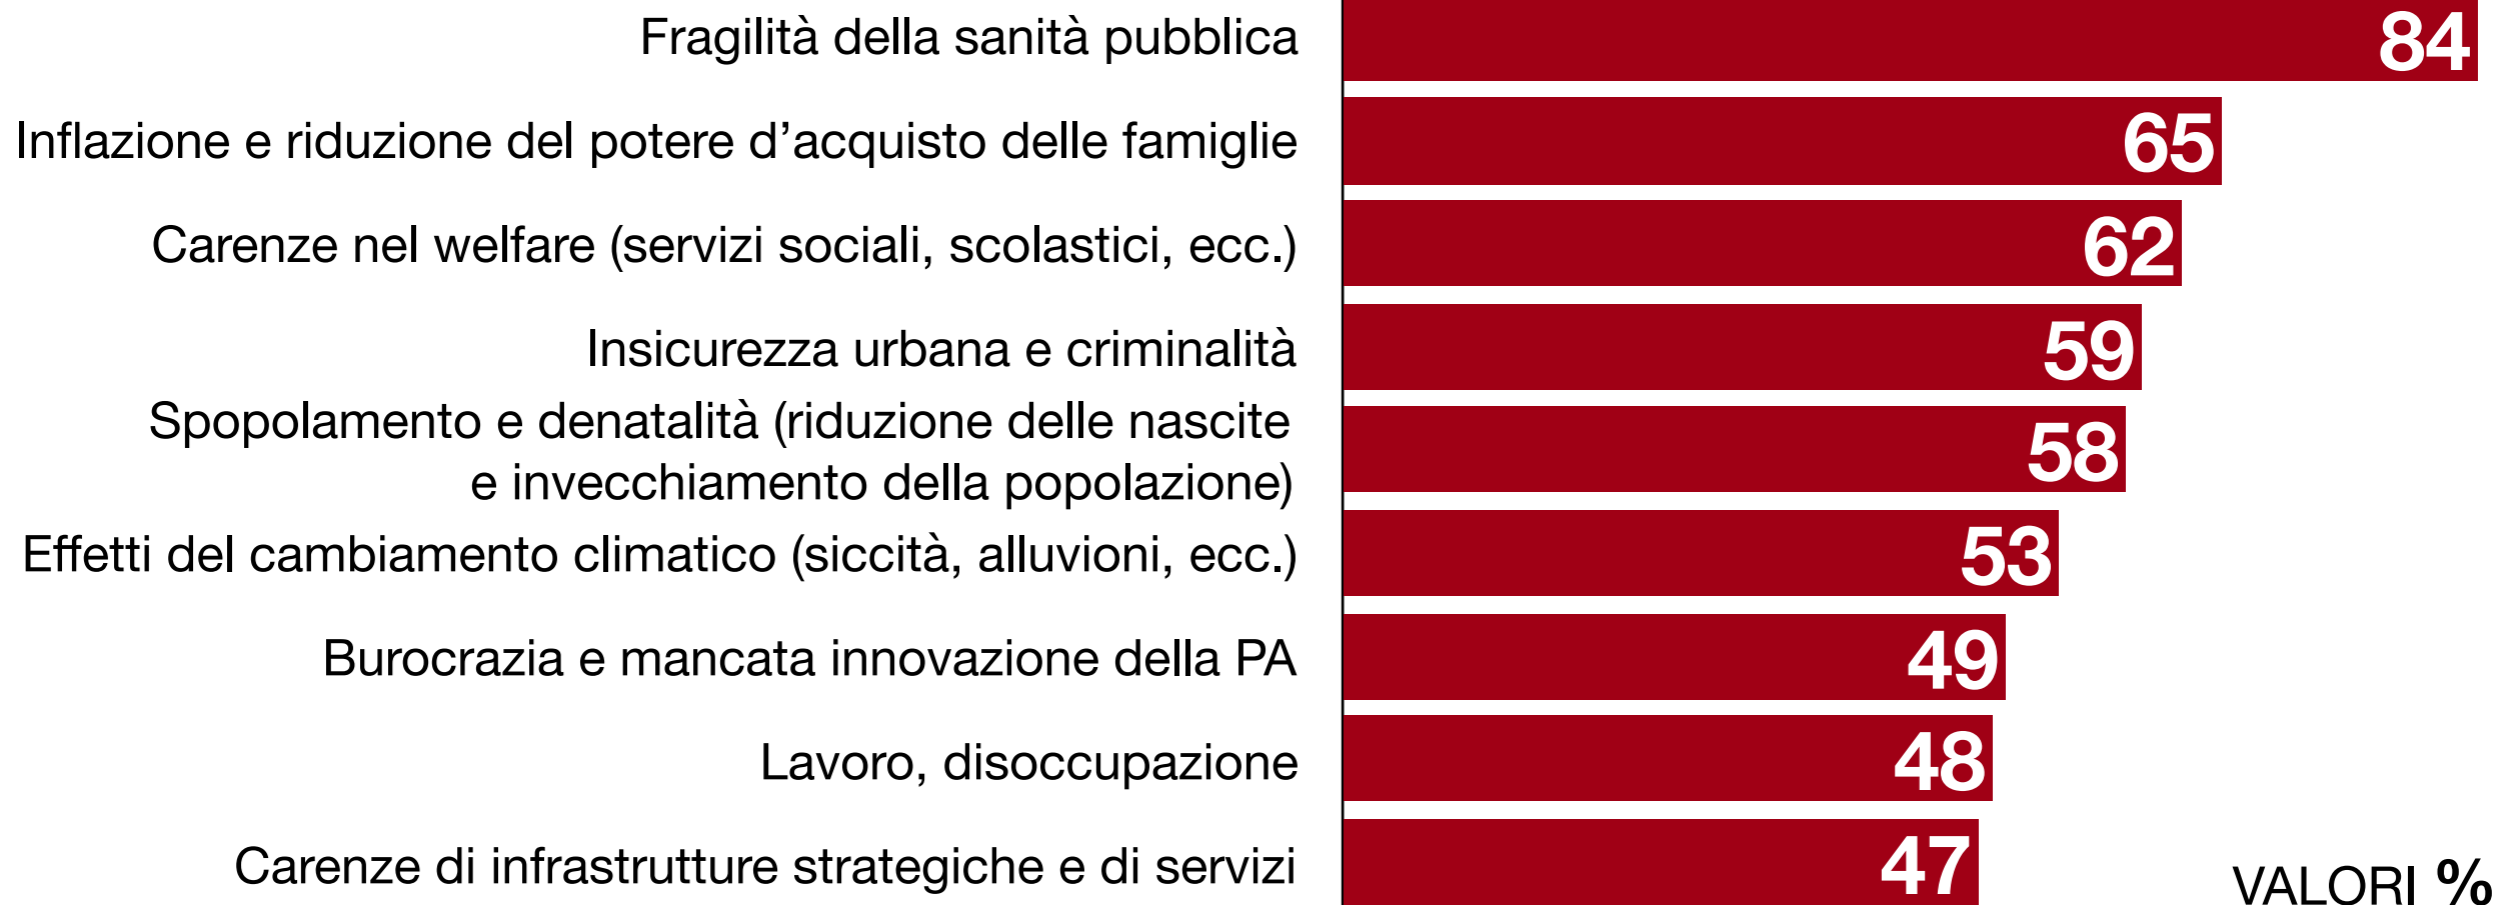 Fragilità della sanità pubblica 84
Inflazione e riduzione del potere d’acquisto delle famiglie 65
Carenze nel welfare (servizi sociali, scolastici, ecc.) 62
Insicurezza urbana e criminalità 59
Spopolamento e denatalità (riduzione delle nascite
e invecchiamento della popolazione) 58
Effetti del cambiamento climatico (siccità, alluvioni, ecc.) 53
Burocrazia e mancata innovazione della PA 49
Lavoro, disoccupazione 48
Carenze di infrastrutture strategiche e di servizi 47
VALORI %